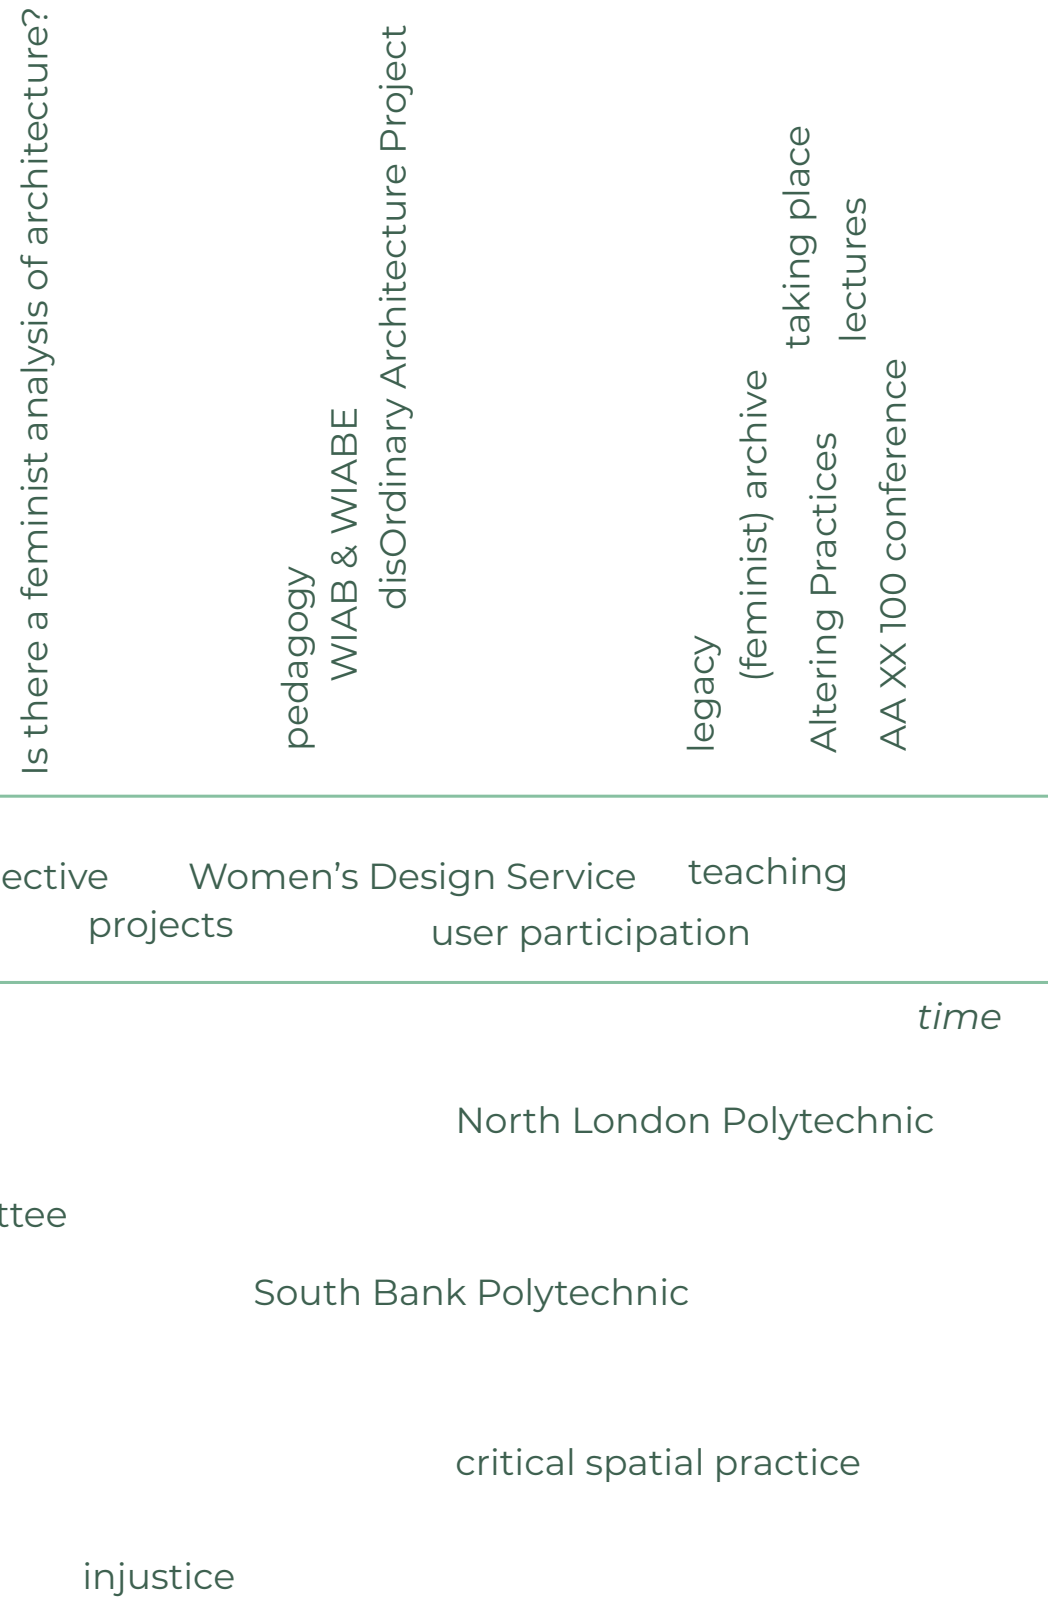 Is there a feminist analysis of architecture?
pedagogy
WIAB & WIABE
disOrdinary Architecture Project
legacy
(feminist) archive
taking place
Altering Practices
lectures
AA XX 100 conference
ective
Women’s Design Service
teaching
projects
user participation
time
North London Polytechnic
ttee
South Bank Polytechnic
critical spatial practice
injustice